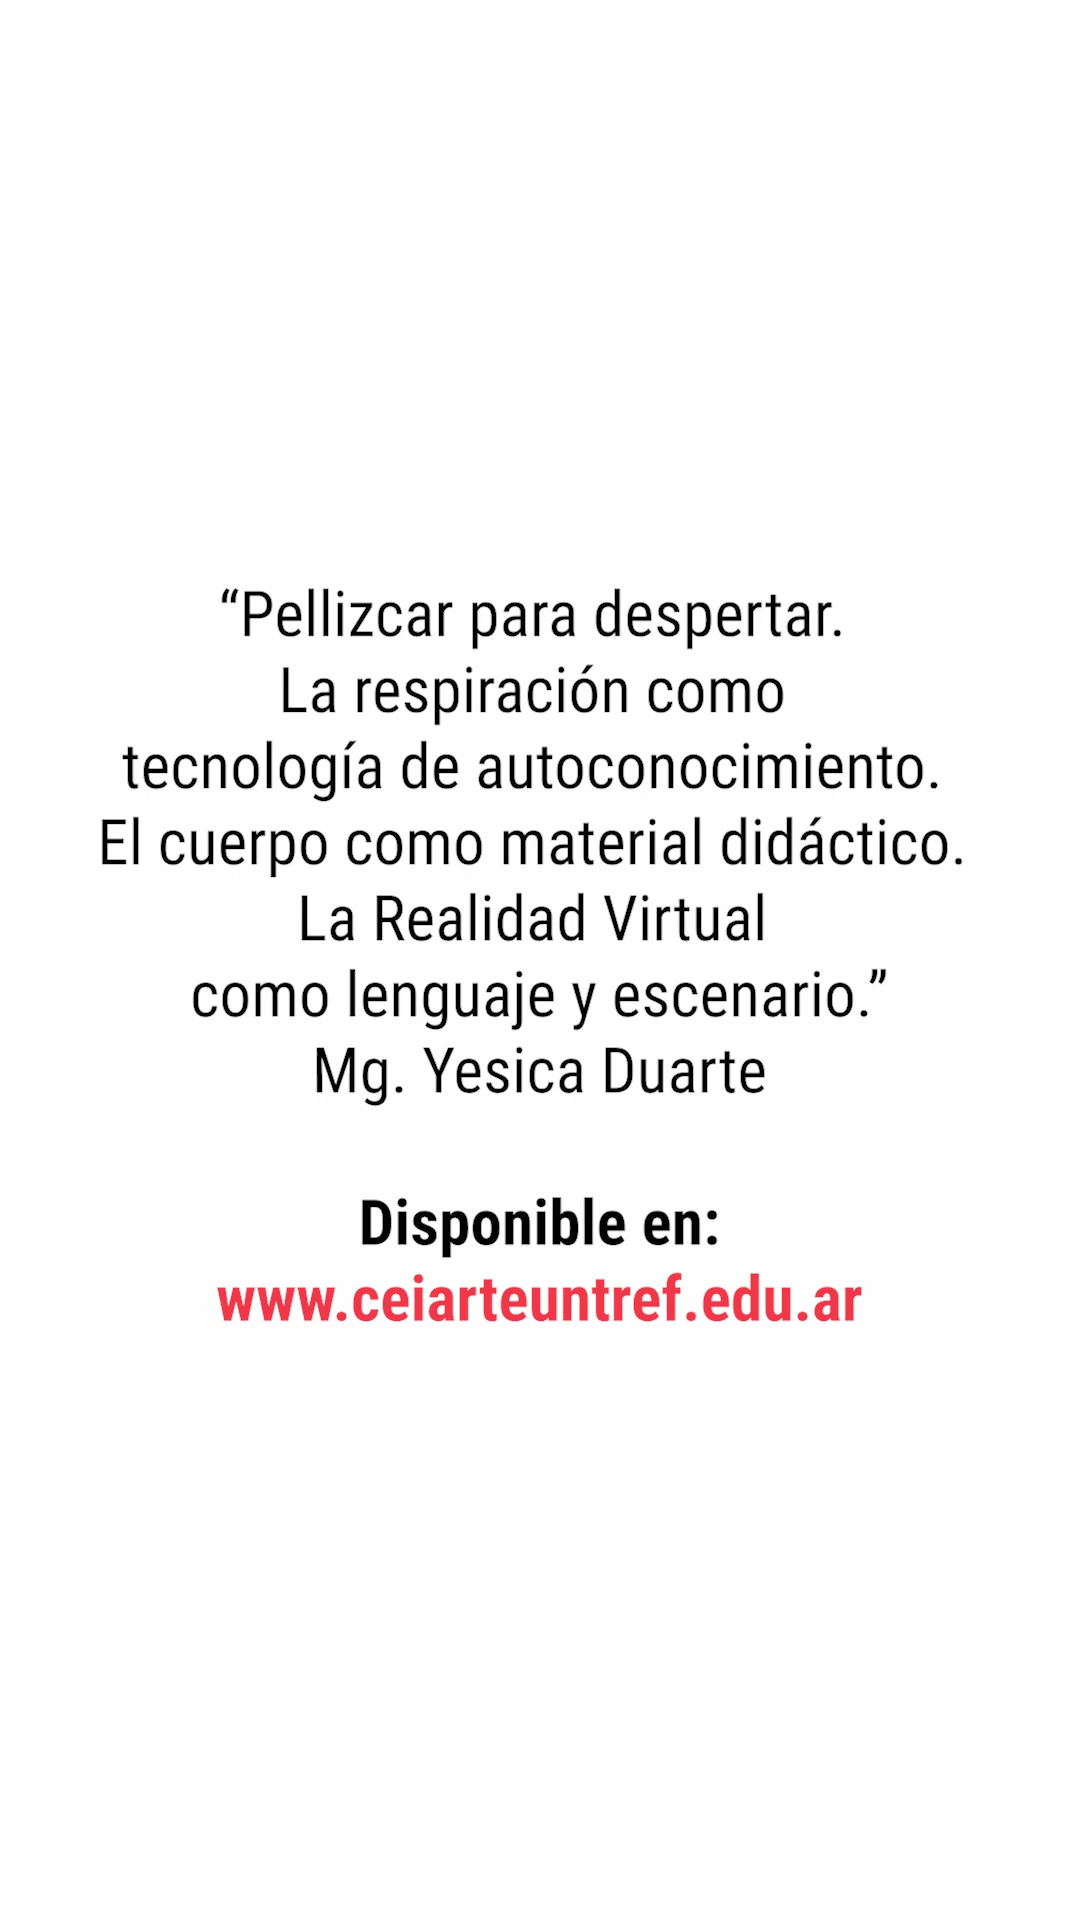 “Pellizcar para despertar.
La respiración como
tecnología de autoconocimiento.
El cuerpo como material didáctico.
La Realidad Virtual
como lenguaje y escenario.”
Mg. Yesica Duarte
Disponible en:
www.ceiarteuntref.edu.ar